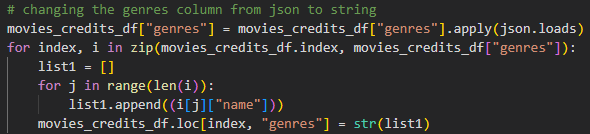 # changing the genres column from json to string
movies_credits_df["genres"] = movies_credits_df["genres"].apply(json.loads)
for index, i in zip(movies_credits_df.index, movies_credits_df["genres"]):
    list1 = []
    for j in range(len(i)):
        list1.append((i[j]["name"]))
    movies_credits_df.loc[index, "genres"] = str(list1)